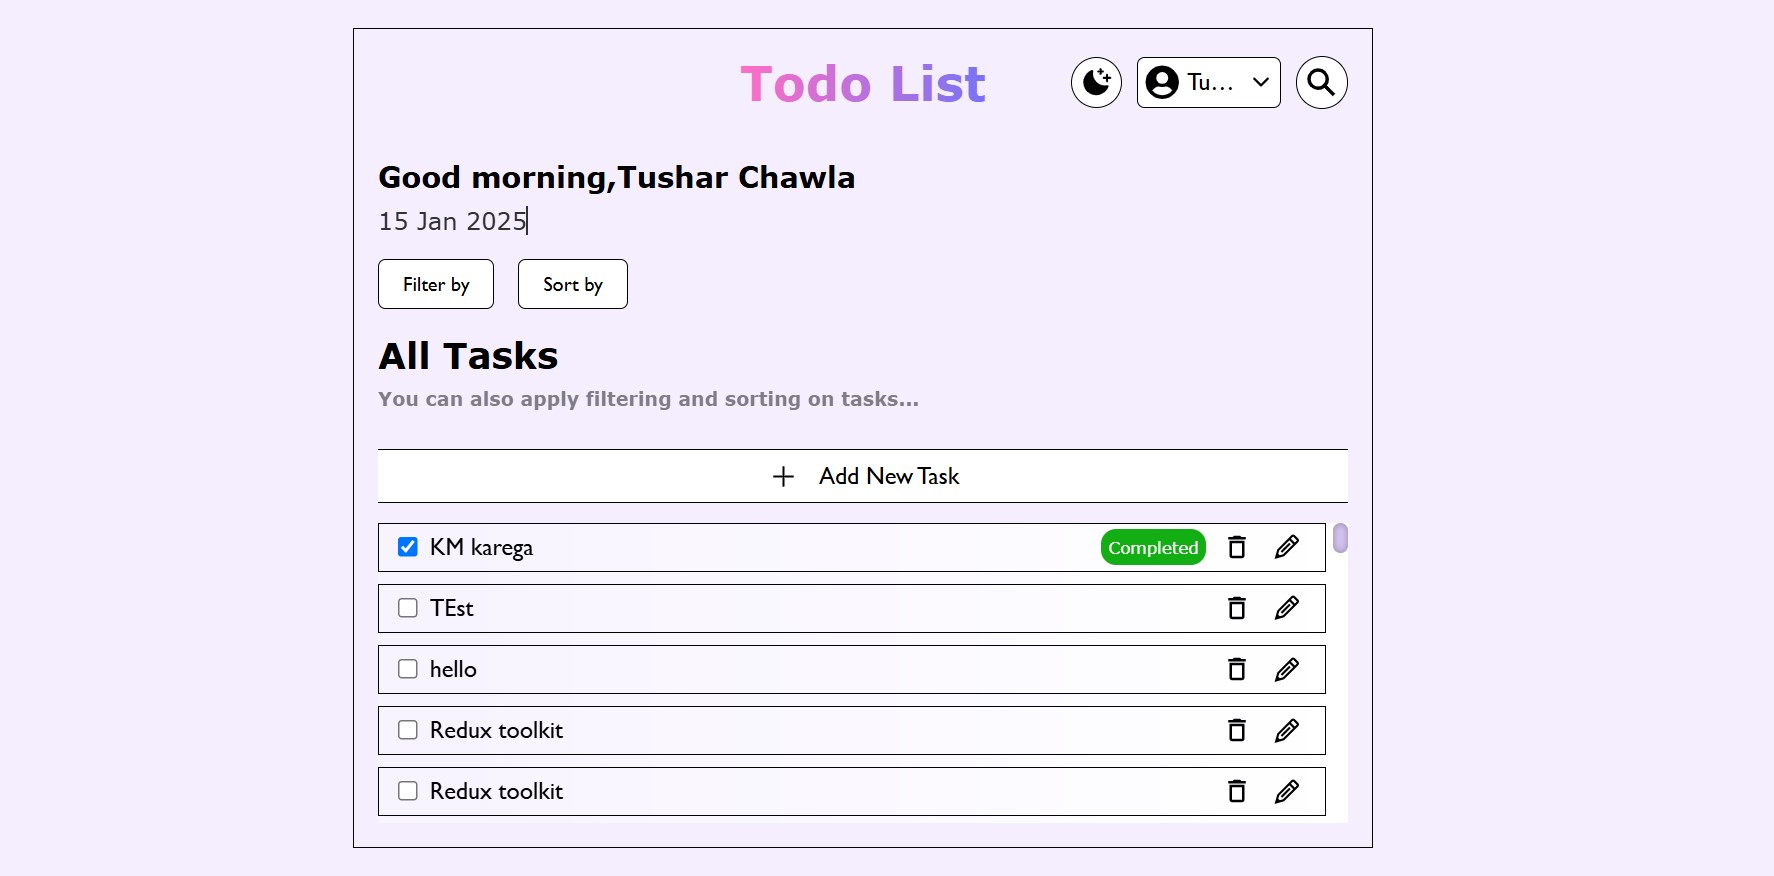 Todo List
Tu...
Good morning,Tushar Chawla
15 Jan 2025
Filter by
Sort by
All Tasks
You can also apply filtering and sorting on tasks...
Add New Task
KM karega
Completed
TEst
hello
Redux toolkit
Redux toolkit